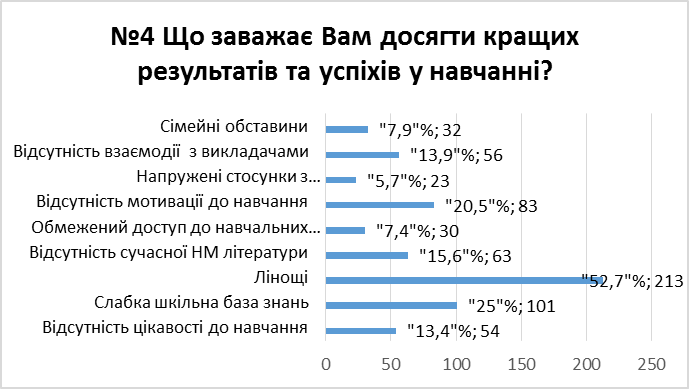 №4 Що заважає Вам досягти кращих
результатів та успіхів у навчанні?
Сімейні обставини "7,9"%; 32
Відсутність взаємодії  з викладачами "13,9"%; 56
Напружені стосунки з… "5,7"%; 23
Відсутність мотивації до навчання "20,5"%; 83
Обмежений доступ до навчальних… "7,4"%; 30
Відсутність сучасної НМ літератури "15,6"%; 63
Лінощі "52,7"%; 213
Слабка шкільна база знань "25"%; 101
Відсутність цікавості до навчання "13,4"%; 54
0 50 100 150 200 250